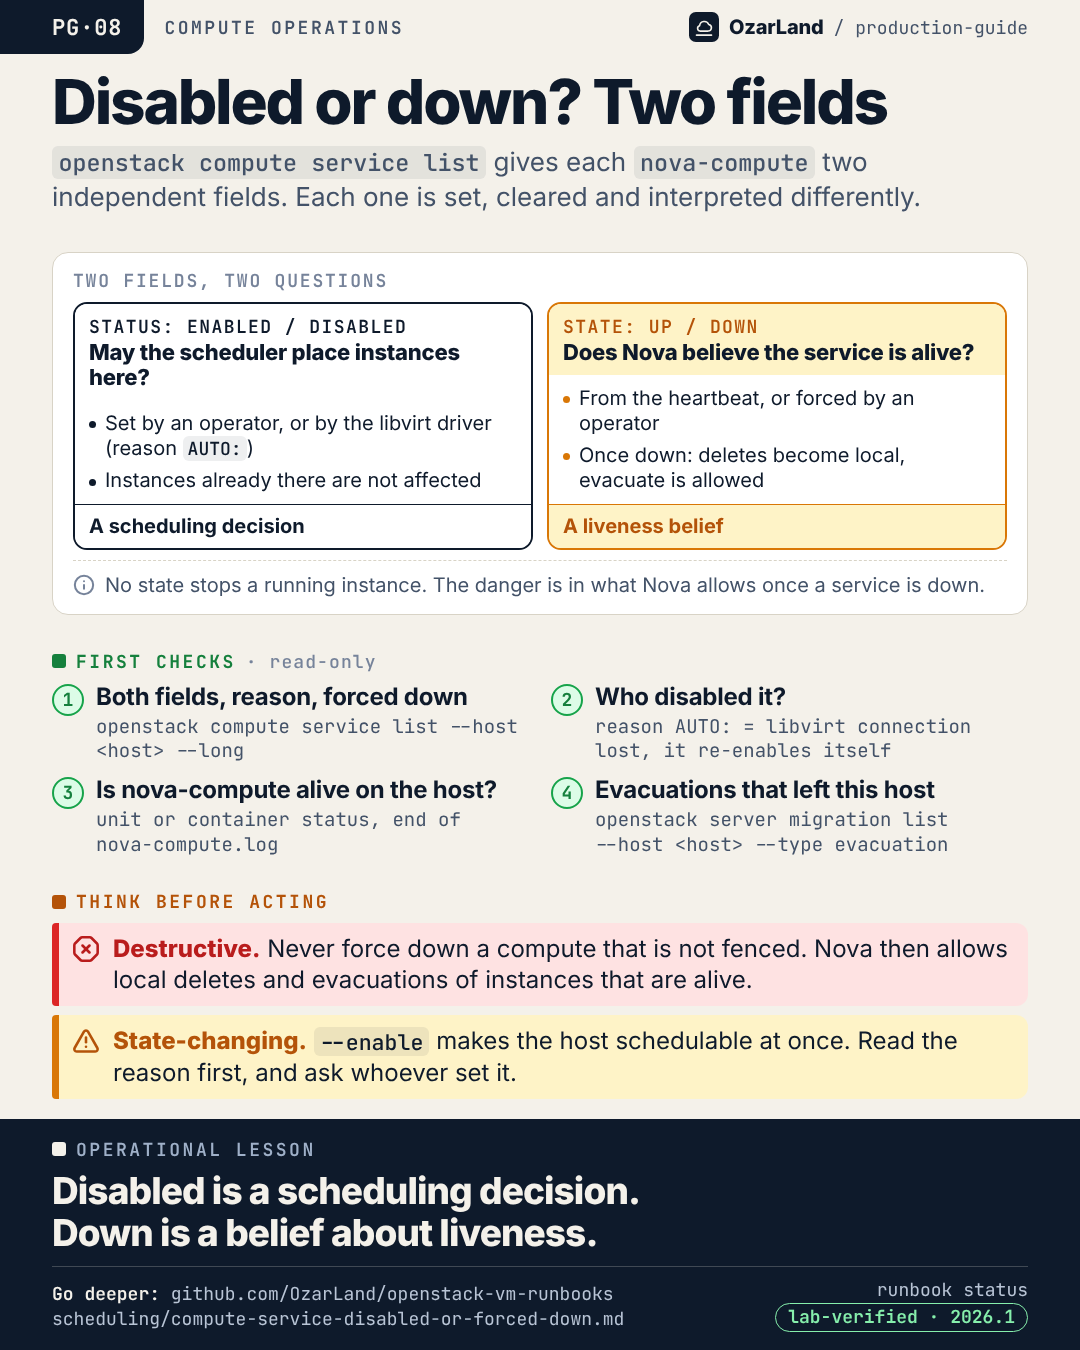 PG·08 COMPUTE OPERATIONS
OzarLand / production-guide
Disabled or down? Two fields
openstack compute service list gives each nova-compute two
independent fields. Each one is set, cleared and interpreted differently.
TWO FIELDS, TWO QUESTIONS
STATUS: ENABLED / DISABLED
May the scheduler place instances
here?
Set by an operator, or by the libvirt driver
(reason AUTO:)
Instances already there are not affected
A scheduling decision
STATE: UP / DOWN
Does Nova believe the service is alive?
From the heartbeat, or forced by an
operator
Once down: deletes become local,
evacuate is allowed
A liveness belief
No state stops a running instance. The danger is in what Nova allows once a service is down.
FIRST CHECKS · read-only
1 Both fields, reason, forced down
openstack compute service list --host
<host> --long
2 Who disabled it?
reason AUTO: = libvirt connection
lost, it re-enables itself
3 Is nova-compute alive on the host?
unit or container status, end of
nova-compute.log
4 Evacuations that left this host
openstack server migration list
--host <host> --type evacuation
THINK BEFORE ACTING
Destructive. Never force down a compute that is not fenced. Nova then allows
local deletes and evacuations of instances that are alive.
State-changing. --enable makes the host schedulable at once. Read the
reason first, and ask whoever set it.
OPERATIONAL LESSON
Disabled is a scheduling decision.
Down is a belief about liveness.
Go deeper: github.com/OzarLand/openstack-vm-runbooks
scheduling/compute-service-disabled-or-forced-down.md
runbook status
lab-verified · 2026.1